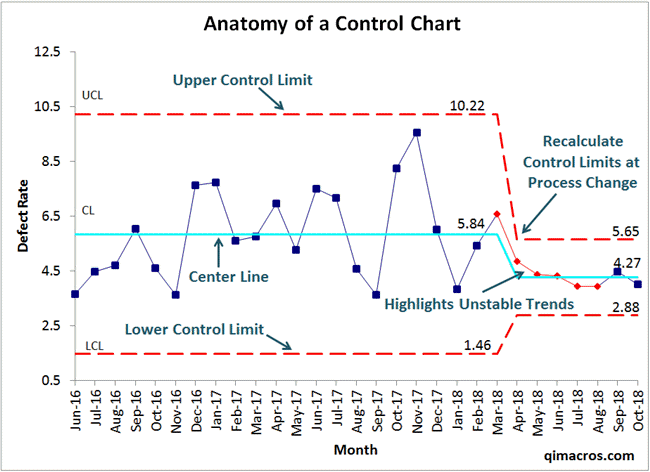 Anatomy of a Control Chart
12.5
Upper Control Limit
UCL
10.22
10.5
Recalculate
Control Limits at
Process Change
8.5
Defect Rate
6.5
CL
5.84
5.65
Center Line
4.27
4.5
Highlights Unstable Trends
2.88
2.5
Lower Control Limit
LCL
1.46
0.5
Jun-16
Jul-16
Aug-16
Sep-16
Oct-16
Nov-16
Dec-16
Jan-17
Feb-17
Mar-17
Apr-17
May-17
Jun-17
Jul-17
Aug-17
Sep-17
Oct-17
Nov-17
Dec-17
Jan-18
Feb-18
Mar-18
Apr-18
May-18
Jun-18
Jul-18
Aug-18
Sep-18
Oct-18
Month
qimacros.com